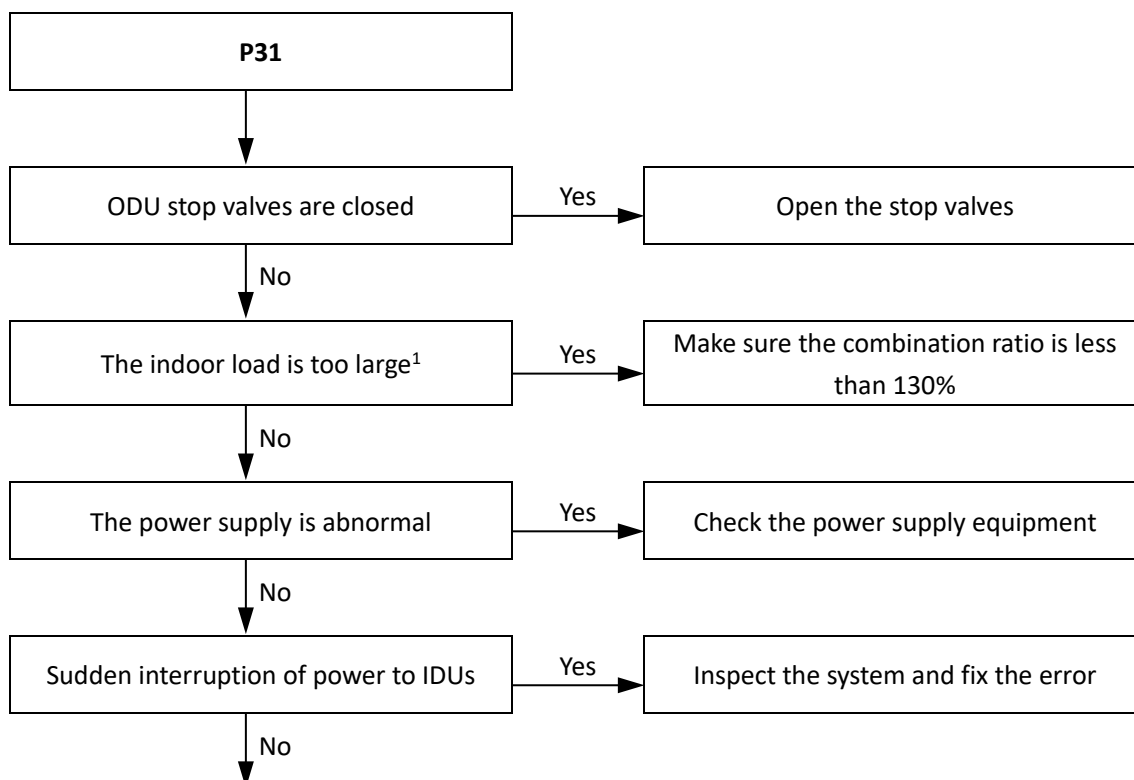 P31
ODU stop valves are closed
Yes
Open the stop valves
No
The indoor load is too large¹
Yes
Make sure the combination ratio is less
than 130%
No
The power supply is abnormal
Yes
Check the power supply equipment
No
Sudden interruption of power to IDUs
Yes
Inspect the system and fix the error
No